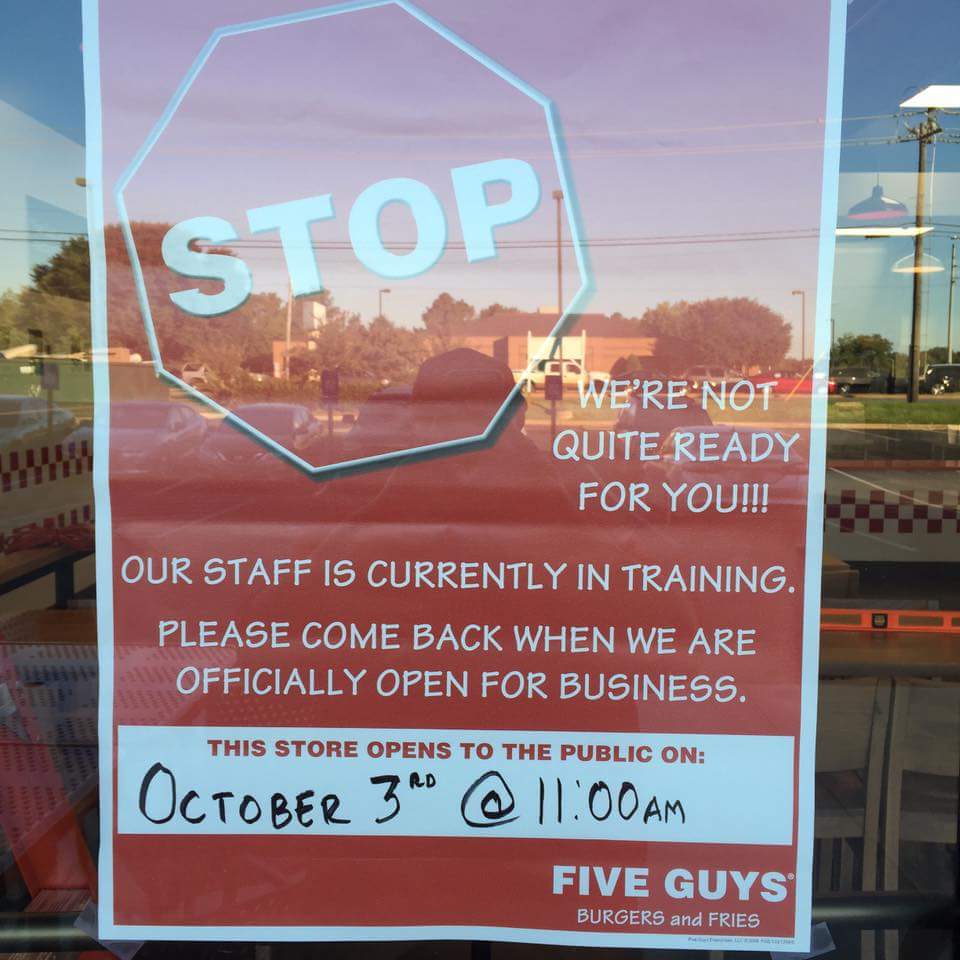 STOP
WE'RE NOT
QUITE READY
FOR YOU!!!
OUR STAFF IS CURRENTLY IN TRAINING.
PLEASE COME BACK WHEN WE ARE
OFFICIALLY OPEN FOR BUSINESS.
THIS STORE OPENS TO THE PUBLIC ON:
OCTOBER 3RD @ 11:00AM
FIVE GUYS®
BURGERS and FRIES